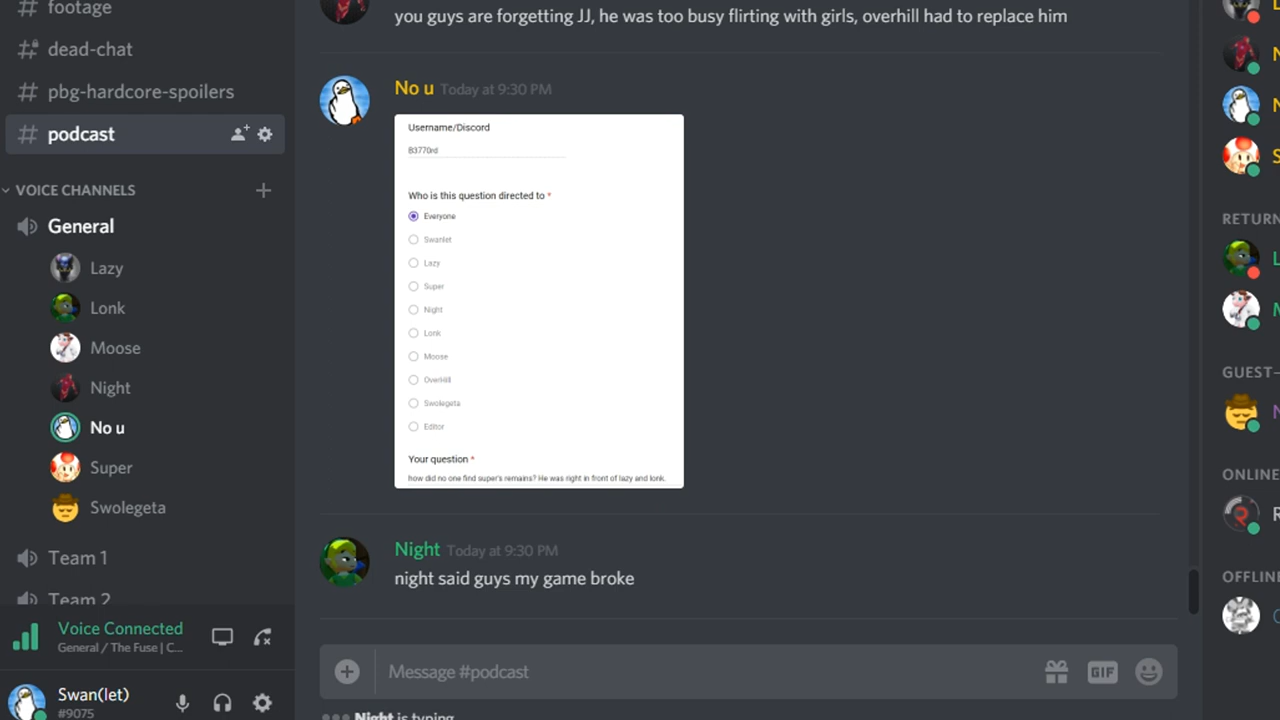 footage
dead-chat
pbg-hardcore-spoilers
podcast
VOICE CHANNELS
General
Lazy
Lonk
Moose
Night
No u
Super
Swolegeta
Team 1
Team 2
Voice Connected
General / The Fuse | C...
Swan(let)
#9075
you guys are forgetting JJ, he was too busy flirting with girls, overhill had to replace him
No u Today at 9:30 PM
Username/Discord
B3770rd
Who is this question directed to *
Everyone
Swanlet
Lazy
Super
Night
Lonk
Moose
OverHill
Swolegeta
Editor
Your question *
how did no one find super's remains? He was right in front of lazy and lonk.
Night Today at 9:30 PM
night said guys my game broke
Message #podcast
GIF
Night is typing
RETURN
GUEST-
ONLINE
OFFLIN